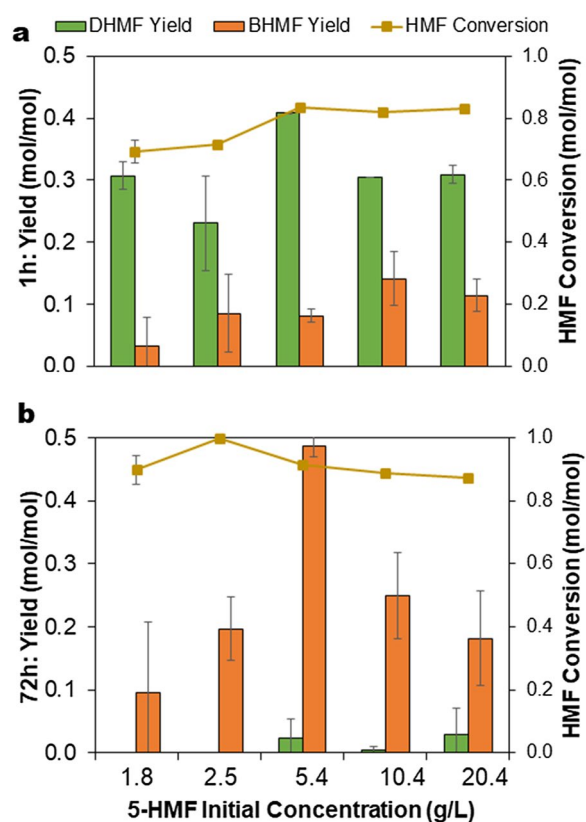 DHMF Yield BHMF Yield HMF Conversion
a
0.5 1.0
0.4 0.8
0.3 0.6
0.2 0.4
0.1 0.2
0.0 0.0
1h: Yield (mol/mol)
HMF Conversion (mol/mol)
b
0.5 1.0
0.4 0.8
0.3 0.6
0.2 0.4
0.1 0.2
0.0 0.0
72h: Yield (mol/mol)
HMF Conversion (mol/mol)
1.8 2.5 5.4 10.4 20.4
5-HMF Initial Concentration (g/L)